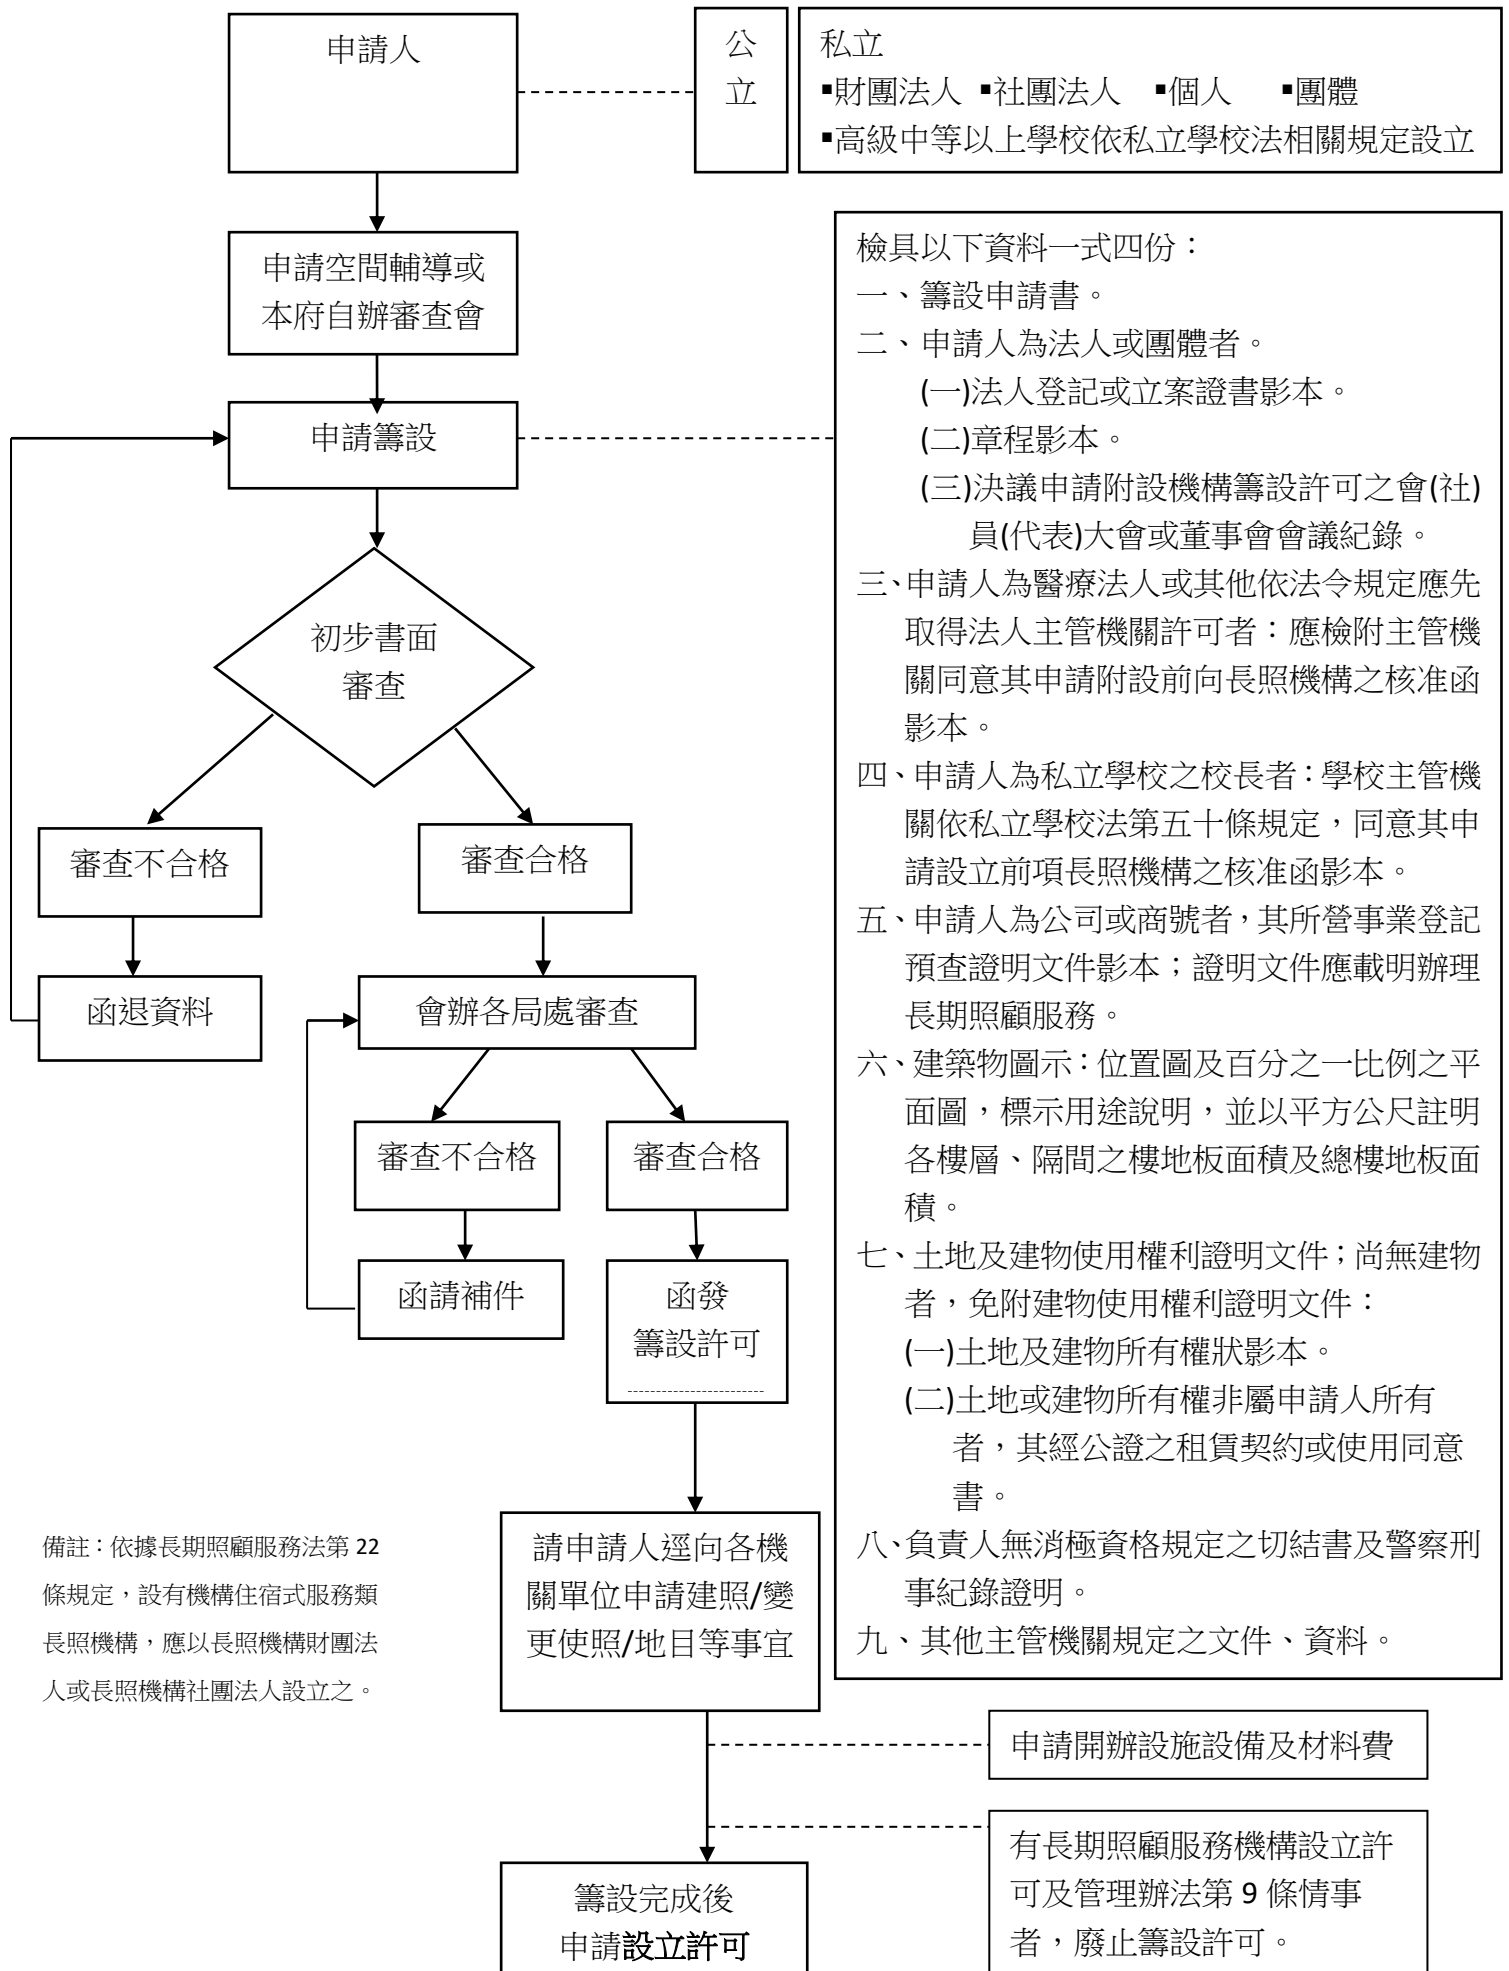 申請人
公
立
私立
▪財團法人 ▪社團法人 ▪個人 ▪團體
▪高級中等以上學校依私立學校法相關規定設立
申請空間輔導或
本府自辦審查會
申請籌設
初步書面
審查
審查不合格
審查合格
函退資料
會辦各局處審查
審查不合格
審查合格
函請補件
函發
籌設許可
請申請人逕向各機
關單位申請建照/變
更使照/地目等事宜
備註：依據長期照顧服務法第 22
條規定，設有機構住宿式服務類
長照機構，應以長照機構財團法
人或長照機構社團法人設立之。
檢具以下資料一式四份：
一、籌設申請書。
二、申請人為法人或團體者。
(一)法人登記或立案證書影本。
(二)章程影本。
(三)決議申請附設機構籌設許可之會(社)
員(代表)大會或董事會會議紀錄。
三、申請人為醫療法人或其他依法令規定應先
取得法人主管機關許可者：應檢附主管機
關同意其申請附設前向長照機構之核准函
影本。
四、申請人為私立學校之校長者：學校主管機
關依私立學校法第五十條規定，同意其申
請設立前項長照機構之核准函影本。
五、申請人為公司或商號者，其所營事業登記
預查證明文件影本；證明文件應載明辦理
長期照顧服務。
六、建築物圖示：位置圖及百分之一比例之平
面圖，標示用途說明，並以平方公尺註明
各樓層、隔間之樓地板面積及總樓地板面
積。
七、土地及建物使用權利證明文件；尚無建物
者，免附建物使用權利證明文件：
(一)土地及建物所有權狀影本。
(二)土地或建物所有權非屬申請人所有
者，其經公證之租賃契約或使用同意
書。
八、負責人無消極資格規定之切結書及警察刑
事紀錄證明。
九、其他主管機關規定之文件、資料。
申請開辦設施設備及材料費
有長期照顧服務機構設立許
可及管理辦法第 9 條情事
者，廢止籌設許可。
籌設完成後
申請設立許可